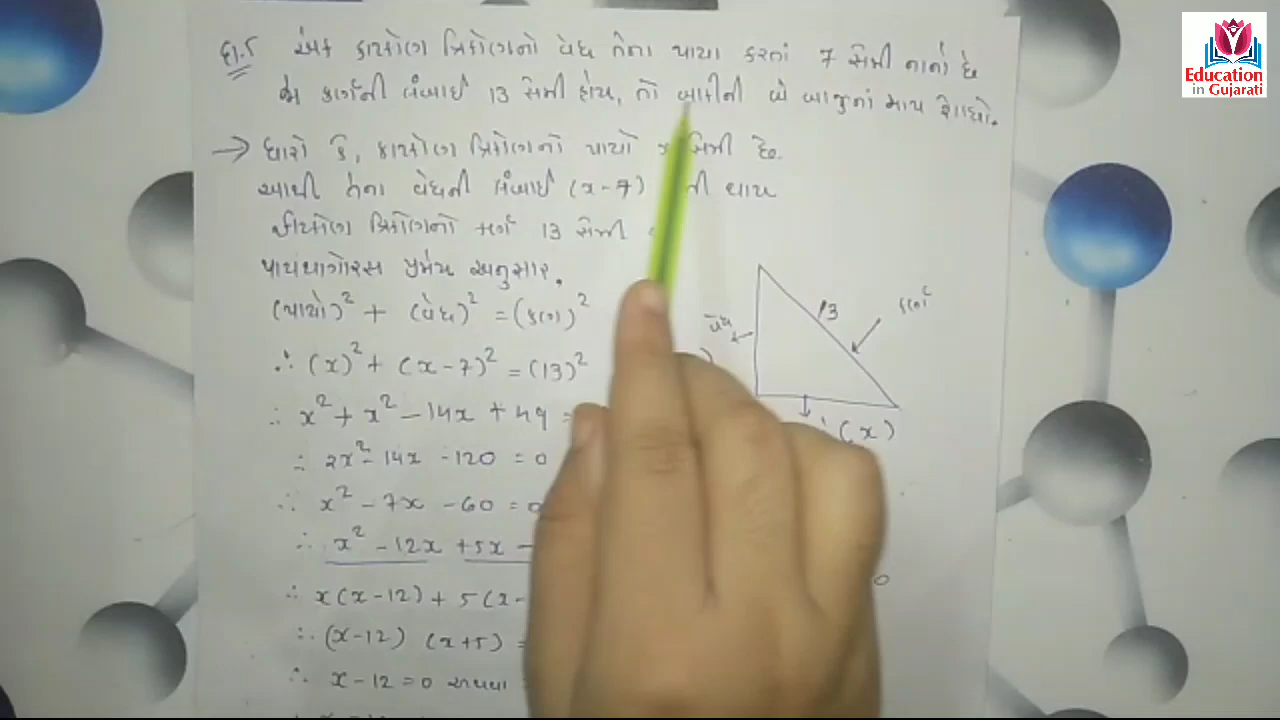 દા.5 એક કાટકોણ ત્રિકોણનો વેધ તેના પાયા કરતાં 7 સેમી નાનો છે
જો કર્ણની લંબાઈ 13 સેમી હોય, તો બાકીની બે બાજુનાં માપ શોધો.
→ ધારો કે, કાટકોણ ત્રિકોણનો પાયો x સેમી છે.
આથી તેના વેધની લંબાઈ (x-7) થાય
ત્રિકોણનો કર્ણ 13 સેમી
પાયથાગોરસ પ્રમેય અનુસાર.
(પાયો)² + (વેધ)² = (કર્ણ)²
∴ (x)² + (x-7)² = (13)²
∴ x² + x² - 14x + 49 =
∴ 2x² - 14x - 120 = 0
∴ x² - 7x - 60 = 0
∴ x² - 12x + 5x -
∴ x(x-12) + 5(x-
∴ (x-12) (x+5) =
∴ x-12 = 0 અથવા
વેધ
13
કર્ણ
(x)
0
Education
in Gujarati